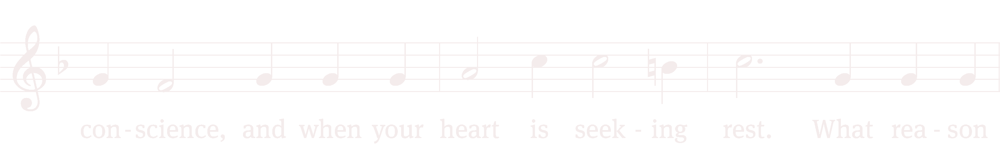 con-science, and when your heart is seek - ing rest. What rea - son